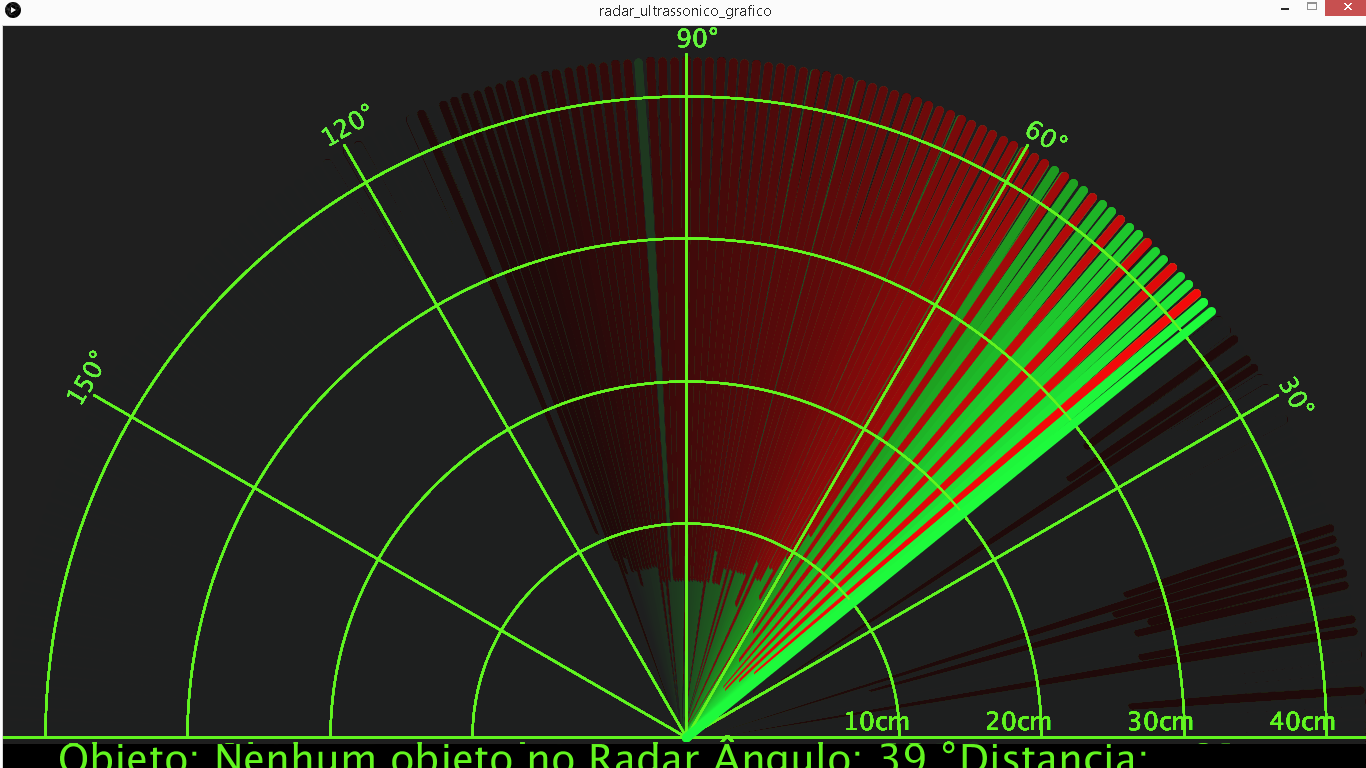 radar_ultrassonico_grafico
90°
120°
60°
150°
30°
10cm 20cm 30cm 40cm
Objeto: Nenhum objeto no Radar Ângulo: 39 °Distancia: